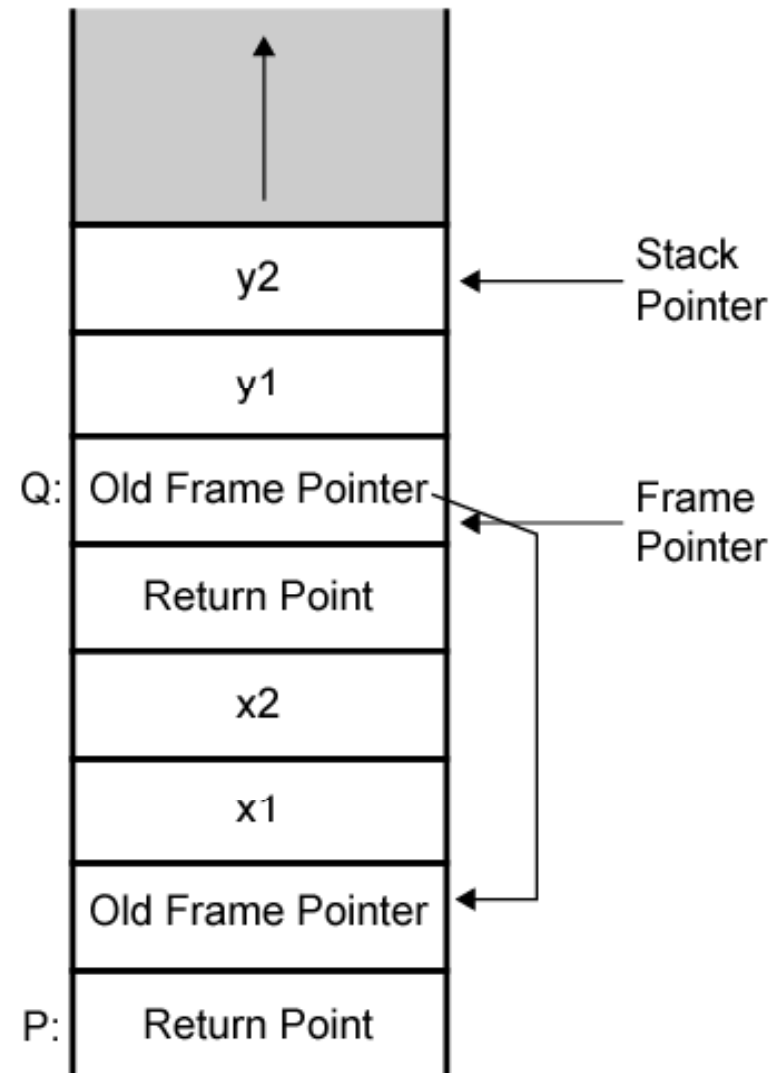 y2
Stack
Pointer
y1
Q: Old Frame Pointer
Frame
Pointer
Return Point
x2
x1
Old Frame Pointer
P: Return Point